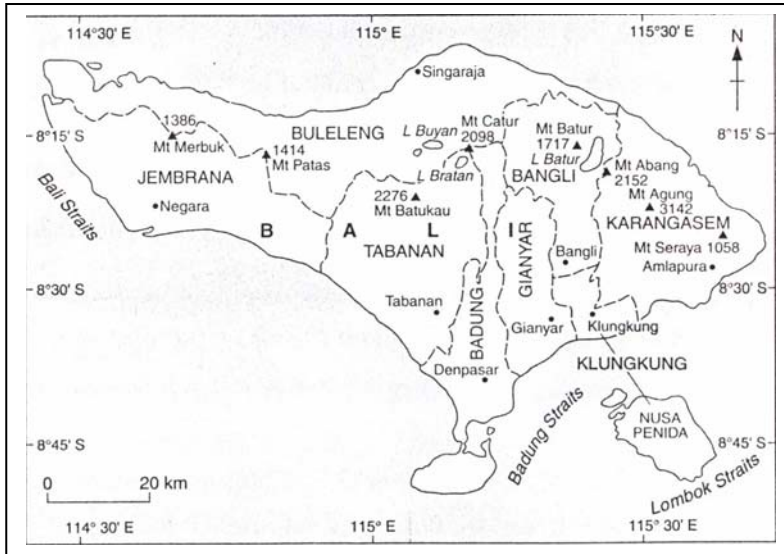 114°30' E
115°E
115°30' E
N
Singaraja
8°15' S
1386
Mt Merbuk
BULELENG
L Buyan
Mt Catur
2098
Mt Batur
1717
8°15' S
1414
Mt Patas
L Bratan
L Batur
BANGLI
Mt Abang
2152
JEMBRANA
Mt Agung
3142
Bali Straits
Negara
2276
Mt Batukau
KARANGASEM
B A L I
TABANAN
GIANYAR
Bangli
Mt Seraya 1058
Amlapura
8°30' S
8°30' S
Tabanan
BADUNG
Gianyar
Klungkung
KLUNGKUNG
Denpasar
Badung Straits
NUSA
PENIDA
8°45' S
8°45' S
Lombok Straits
0 20 km
114°30' E
115°E
115°30' E